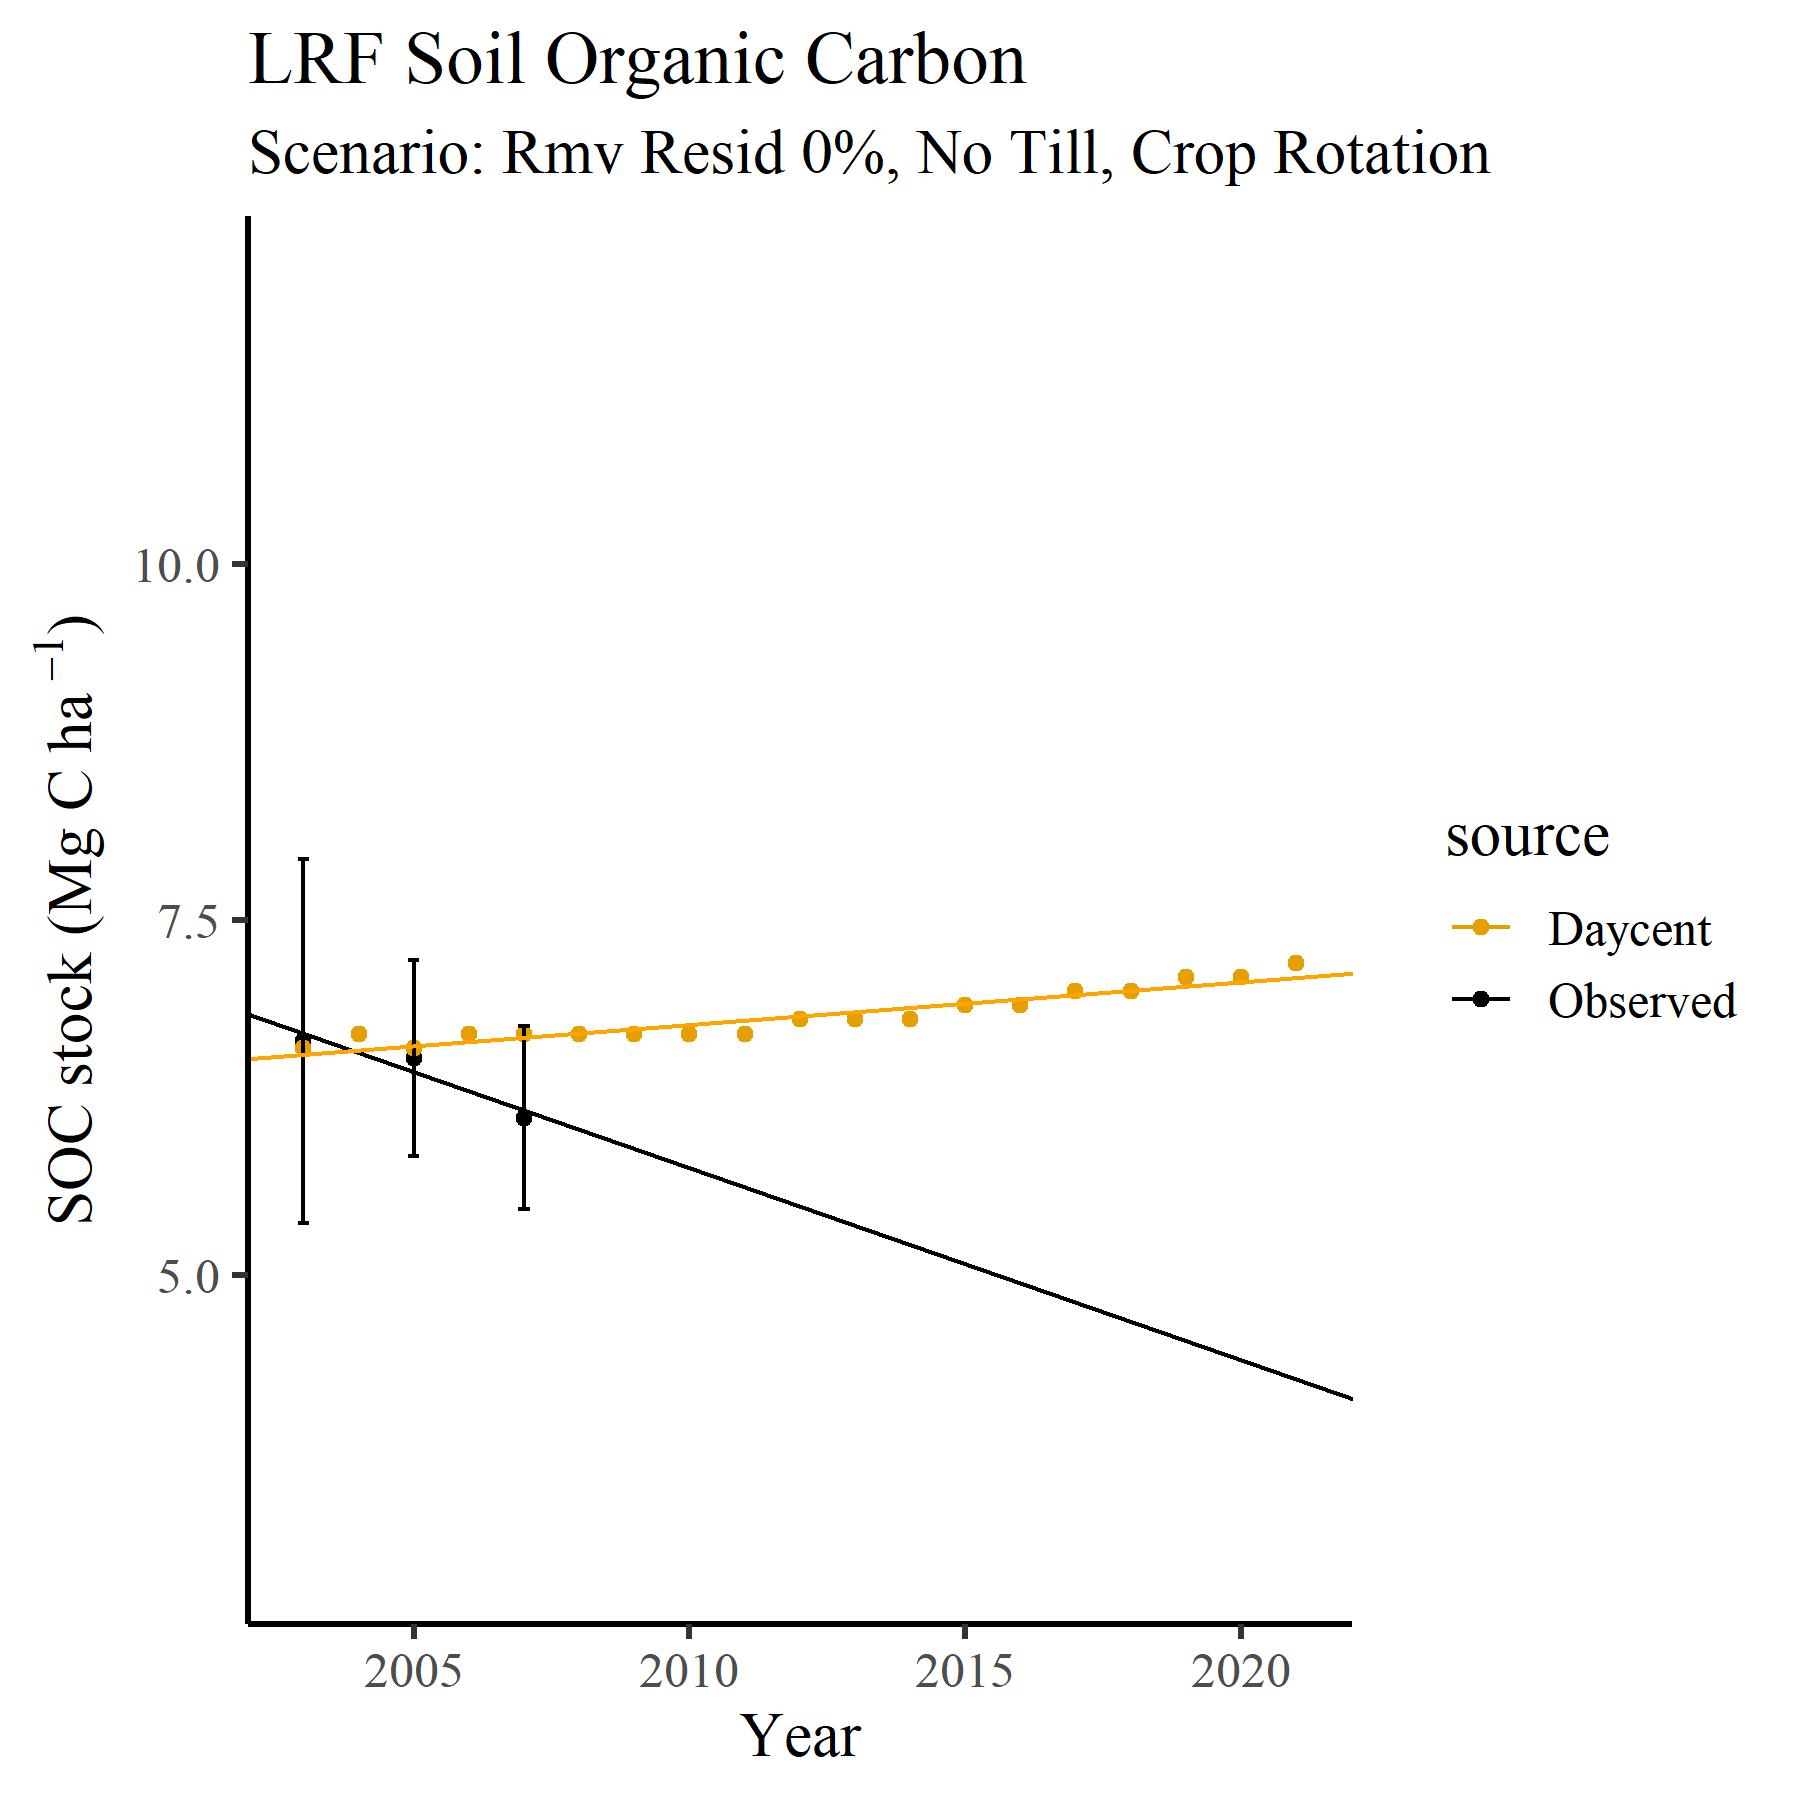 LRF Soil Organic Carbon
Scenario: Rmv Resid 0%, No Till, Crop Rotation
SOC stock (Mg C ha⁻¹)
10.0
7.5
5.0
2005 2010 2015 2020
Year
source
Daycent
Observed